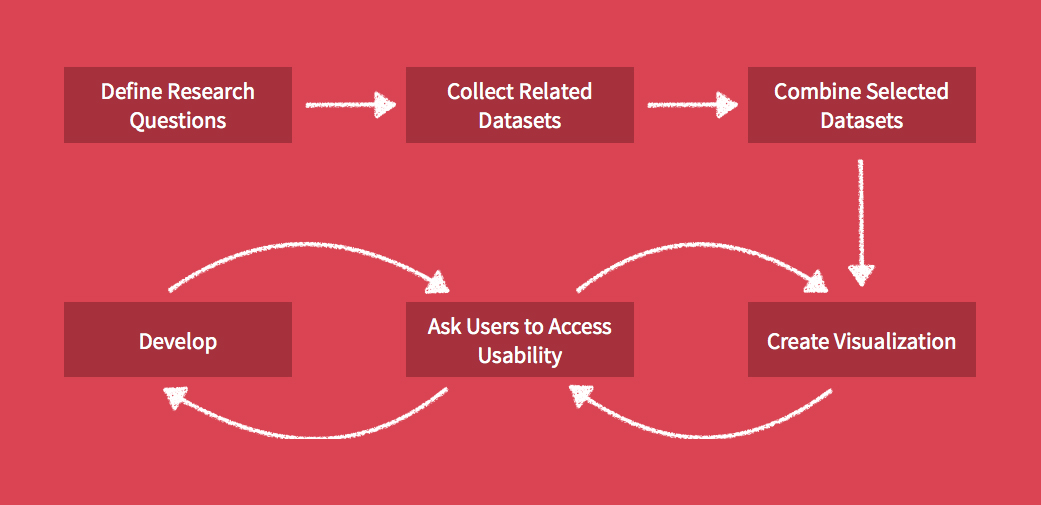 Define Research
Questions
Collect Related
Datasets
Combine Selected
Datasets
Develop
Ask Users to Access
Usability
Create Visualization